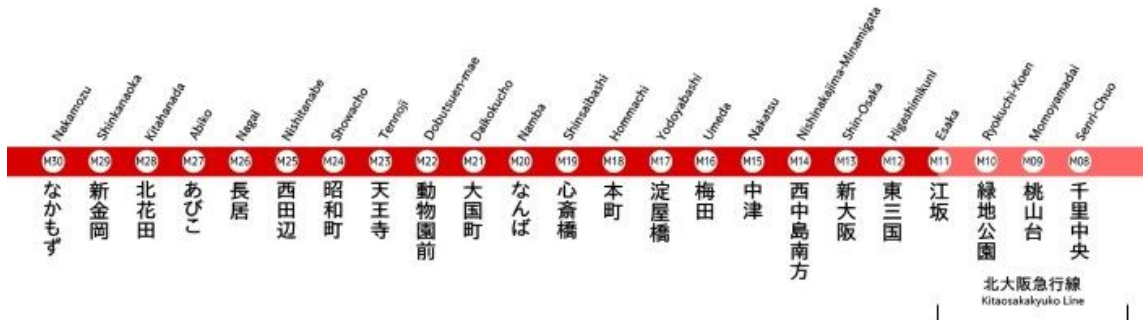 Nakamozu
Shinkanaoka
Kitahanada
Abiko
Nagai
Nishitanabe
Showacho
Tennoji
Dobutsuen-mae
Daikokucho
Namba
Shinsaibashi
Hommachi
Yodoyabashi
Umeda
Nakatsu
Nishinakajima-Minamigata
Shin-Osaka
Higashimikuni
Esaka
Ryokuchi-Koen
Momoyamadai
Senri-Chuo
M30 M29 M28 M27 M26 M25 M24 M23 M22 M21 M20 M19 M18 M17 M16 M15 M14 M13 M12 M11 M10 M09 M08
なかもず
新金岡
北花田
あびこ
長居
西田辺
昭和町
天王寺
動物園前
大国町
なんば
心斎橋
本町
淀屋橋
梅田
中津
西中島南方
新大阪
東三国
江坂
緑地公園
桃山台
千里中央
北大阪急行線
Kitaosakakyuko Line